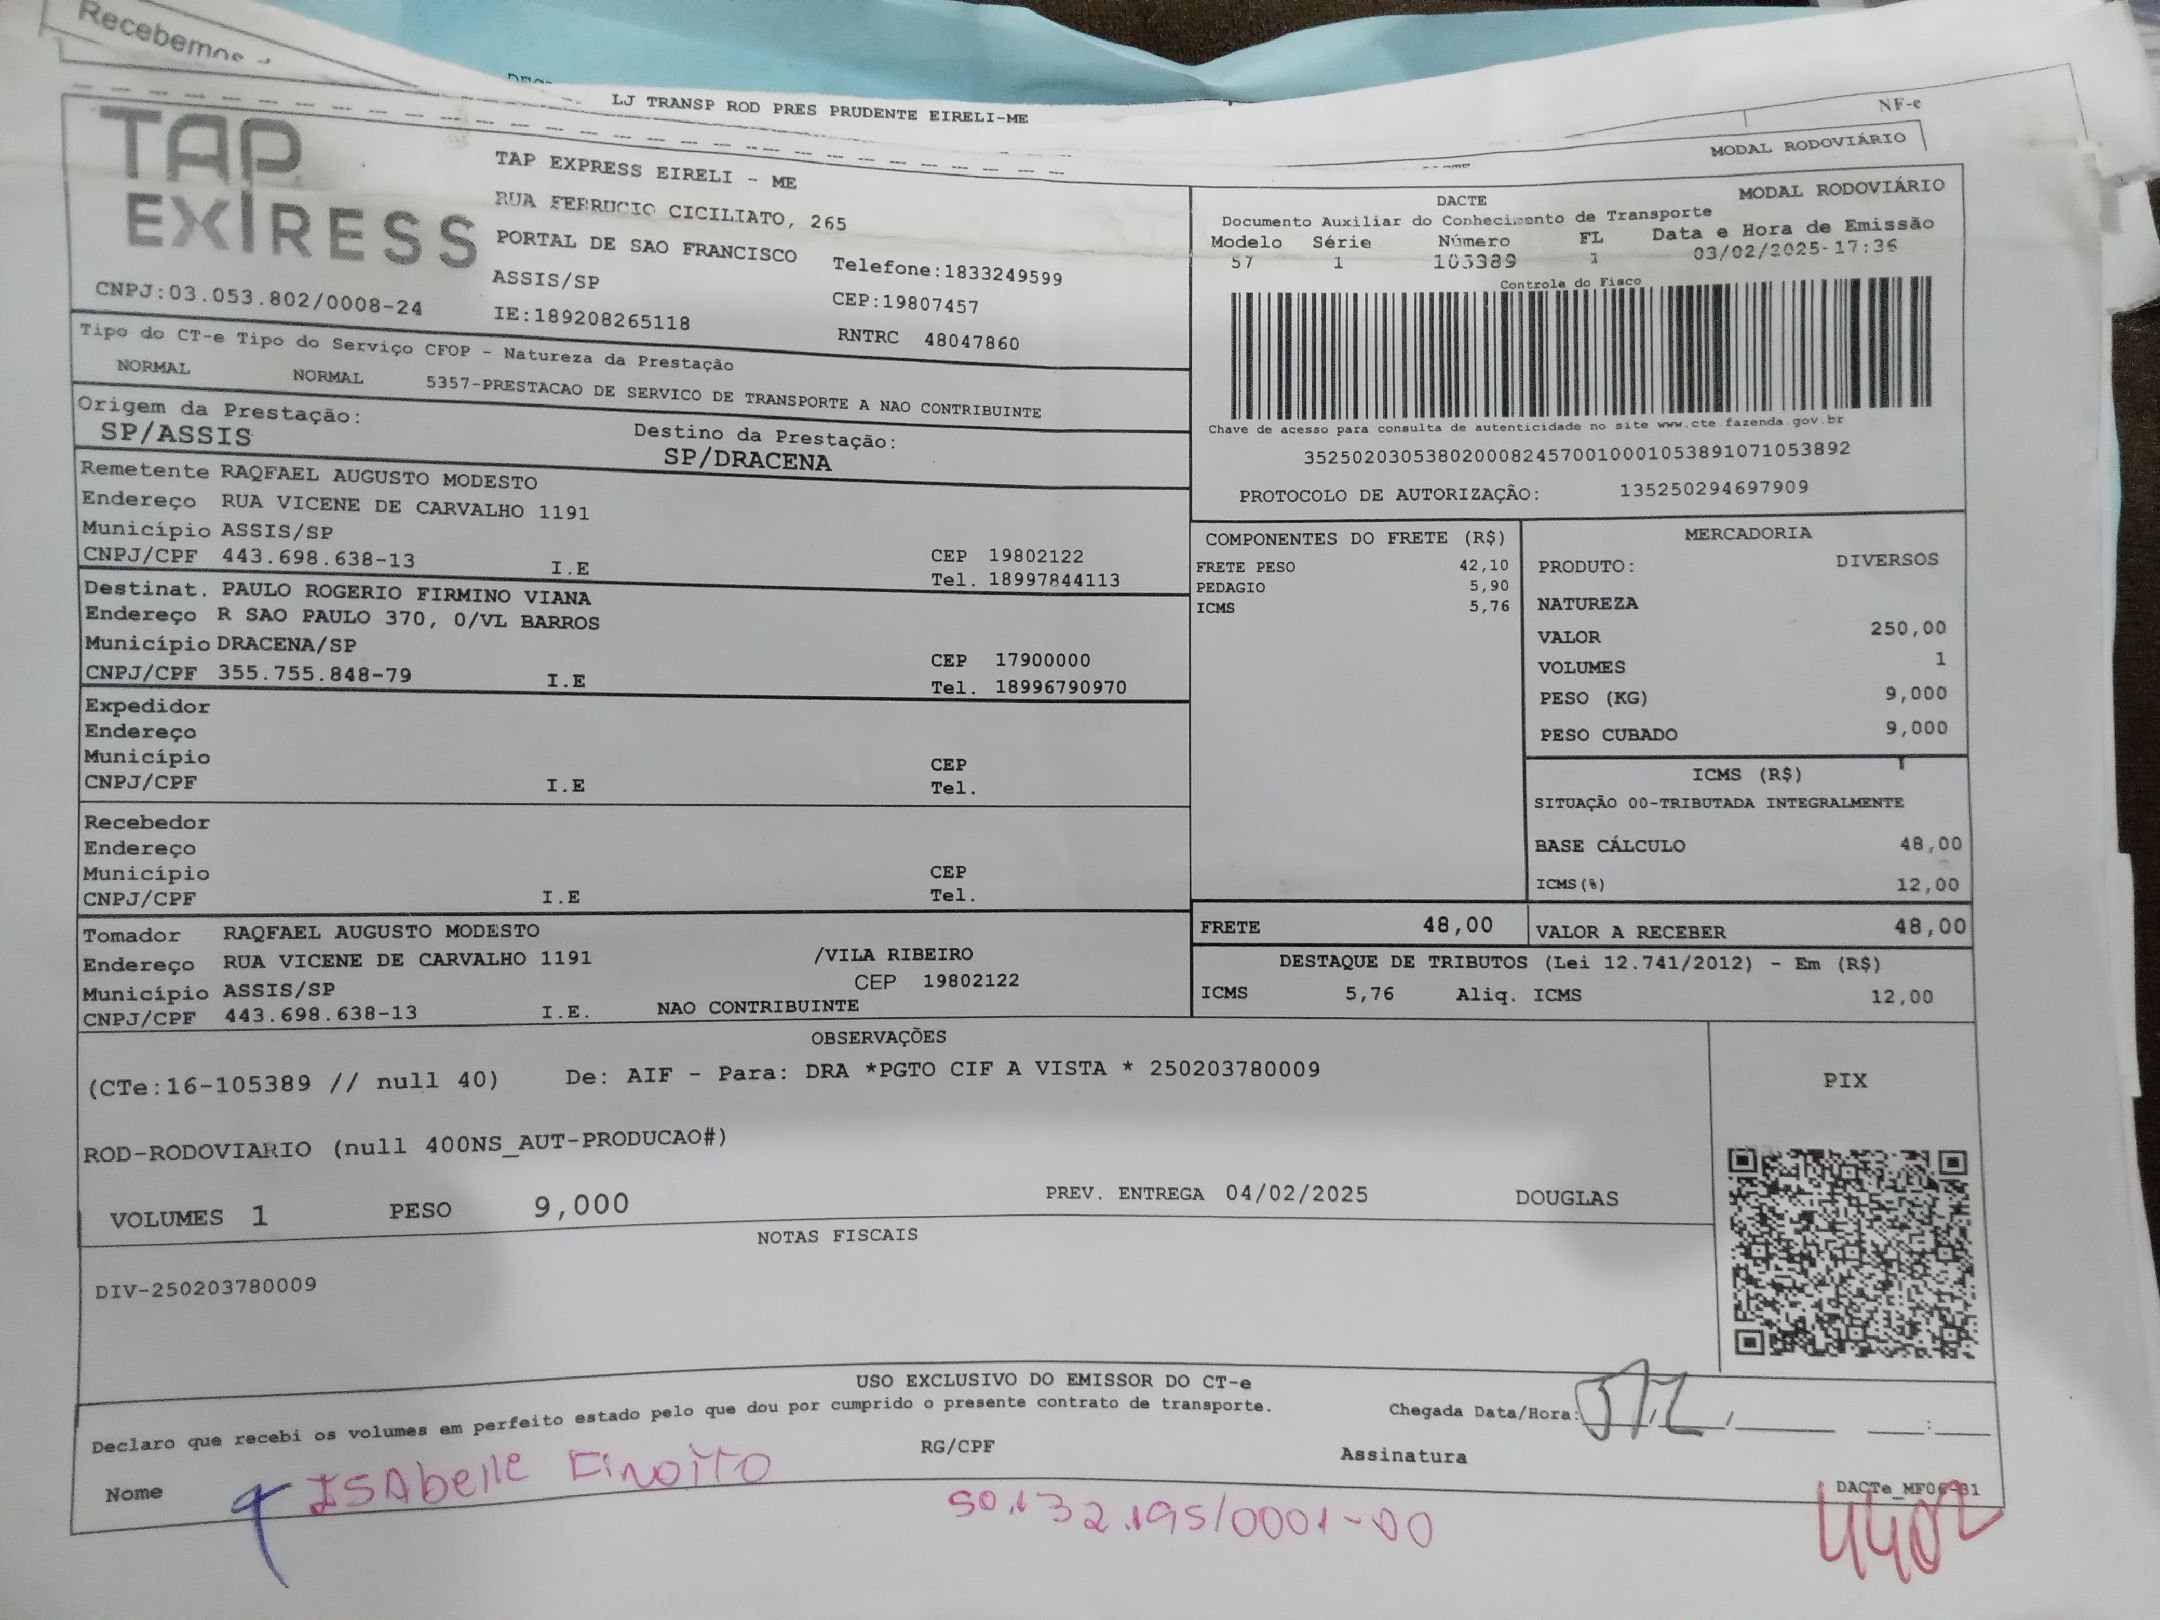 Recebemos
LJ TRANSP ROD PRES PRUDENTE EIRELI-ME
NF-e
MODAL RODOVIÁRIO
TAP EXPRESS
TAP EXPRESS EIRELI - ME
RUA FERRUCIO CICILIATO, 265
PORTAL DE SAO FRANCISCO
Telefone:1833249599
ASSIS/SP
CEP:19807457
CNPJ:03.053.802/0008-24
IE:189208265118
RNTRC 48047860
DACTE
MODAL RODOVIÁRIO
Documento Auxiliar do Conhecimento de Transporte
Modelo Série Número FL Data e Hora de Emissão
57 1 105389 1 03/02/2025-17:36
Controle do Fisco
Chave de acesso para consulta de autenticidade no site www.cte.fazenda.gov.br
35250203053802000824570010001053891071053892
PROTOCOLO DE AUTORIZAÇÃO: 135250294697909
Tipo do CT-e Tipo do Serviço CFOP - Natureza da Prestação
NORMAL NORMAL 5357-PRESTACAO DE SERVICO DE TRANSPORTE A NAO CONTRIBUINTE
Origem da Prestação: Destino da Prestação:
SP/ASSIS SP/DRACENA
Remetente RAQFAEL AUGUSTO MODESTO
Endereço RUA VICENE DE CARVALHO 1191
Município ASSIS/SP CEP 19802122
CNPJ/CPF 443.698.638-13 I.E Tel. 18997844113
Destinat. PAULO ROGERIO FIRMINO VIANA
Endereço R SAO PAULO 370, 0/VL BARROS
Município DRACENA/SP CEP 17900000
CNPJ/CPF 355.755.848-79 I.E Tel. 18996790970
Expedidor
Endereço
Município CEP
CNPJ/CPF I.E Tel.
Recebedor
Endereço
Município CEP
CNPJ/CPF I.E Tel.
Tomador RAQFAEL AUGUSTO MODESTO
Endereço RUA VICENE DE CARVALHO 1191 /VILA RIBEIRO
Município ASSIS/SP CEP 19802122
CNPJ/CPF 443.698.638-13 I.E. NAO CONTRIBUINTE
COMPONENTES DO FRETE (R$)
FRETE PESO 42,10
PEDAGIO 5,90
ICMS 5,76
MERCADORIA
PRODUTO: DIVERSOS
NATUREZA
VALOR 250,00
VOLUMES 1
PESO (KG) 9,000
PESO CUBADO 9,000
ICMS (R$)
SITUAÇÃO 00-TRIBUTADA INTEGRALMENTE
BASE CÁLCULO 48,00
ICMS(%) 12,00
FRETE 48,00 VALOR A RECEBER 48,00
DESTAQUE DE TRIBUTOS (Lei 12.741/2012) - Em (R$)
ICMS 5,76 Aliq. ICMS 12,00
OBSERVAÇÕES
(CTe:16-105389 // null 40) De: AIF - Para: DRA *PGTO CIF A VISTA * 250203780009
ROD-RODOVIARIO (null 400NS_AUT-PRODUCAO#)
VOLUMES 1 PESO 9,000 PREV. ENTREGA 04/02/2025 DOUGLAS
PIX
NOTAS FISCAIS
DIV-250203780009
USO EXCLUSIVO DO EMISSOR DO CT-e
Declaro que recebi os volumes em perfeito estado pelo que dou por cumprido o presente contrato de transporte.
Chegada Data/Hora:
Nome ISAbelle RG/CPF Assinatura
50.132.195/0001-00
4402